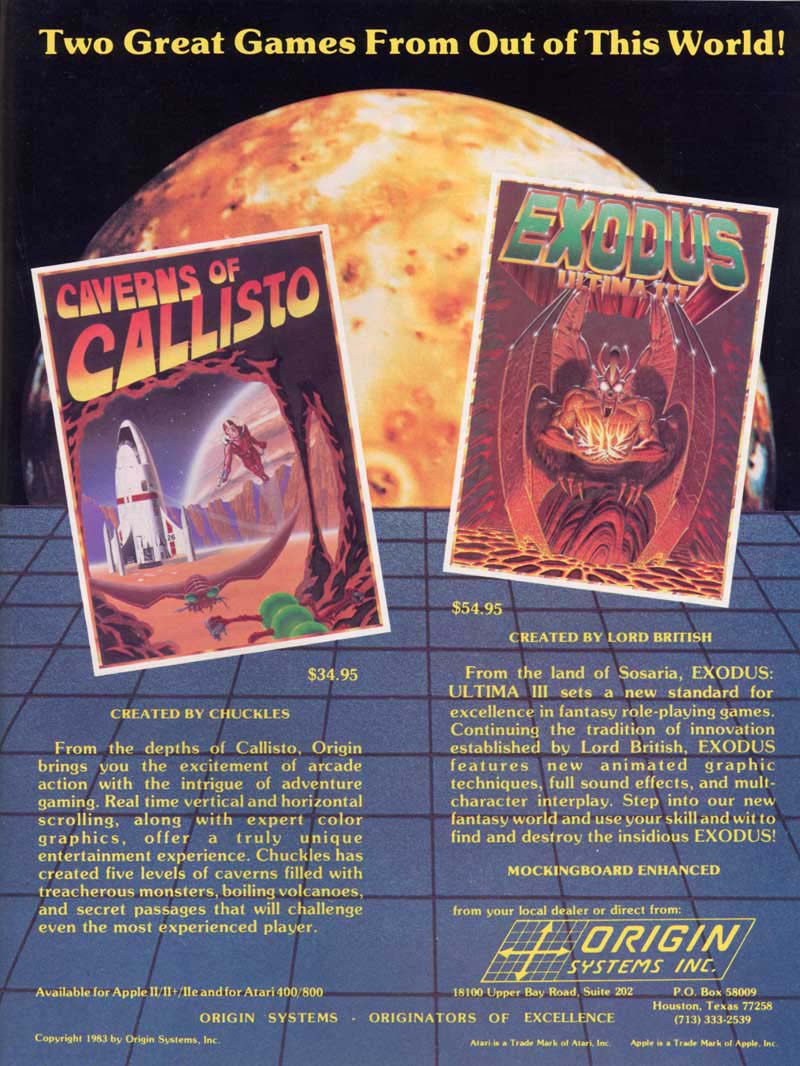 Two Great Games From Out of This World!
CAVERNS OF
CALLISTO
26
$34.95
CREATED BY CHUCKLES
From the depths of Callisto, Origin
brings you the excitement of arcade
action with the intrigue of adventure
gaming. Real time vertical and horizontal
scrolling, along with expert color
graphics, offer a truly unique
entertainment experience. Chuckles has
created five levels of caverns filled with
treacherous monsters, boiling volcanoes,
and secret passages that will challenge
even the most experienced player.
EXODUS
ULTIMA III
$54.95
CREATED BY LORD BRITISH
From the land of Sosaria, EXODUS:
ULTIMA III sets a new standard for
excellence in fantasy role-playing games.
Continuing the tradition of innovation
established by Lord British, EXODUS
features new animated graphic
techniques, full sound effects, and mult-
character interplay. Step into our new
fantasy world and use your skill and wit to
find and destroy the insidious EXODUS!
MOCKINGBOARD ENHANCED
from your local dealer or direct from:
ORIGIN
SYSTEMS INC.
Available for Apple II/II+/IIe and for Atari 400/800
18100 Upper Bay Road, Suite 202 P.O. Box 58009
Houston, Texas 77258
(713) 333-2539
ORIGIN SYSTEMS - ORIGINATORS OF EXCELLENCE
Copyright 1983 by Origin Systems, Inc.
Atari is a Trade Mark of Atari, Inc. Apple is a Trade Mark of Apple, Inc.